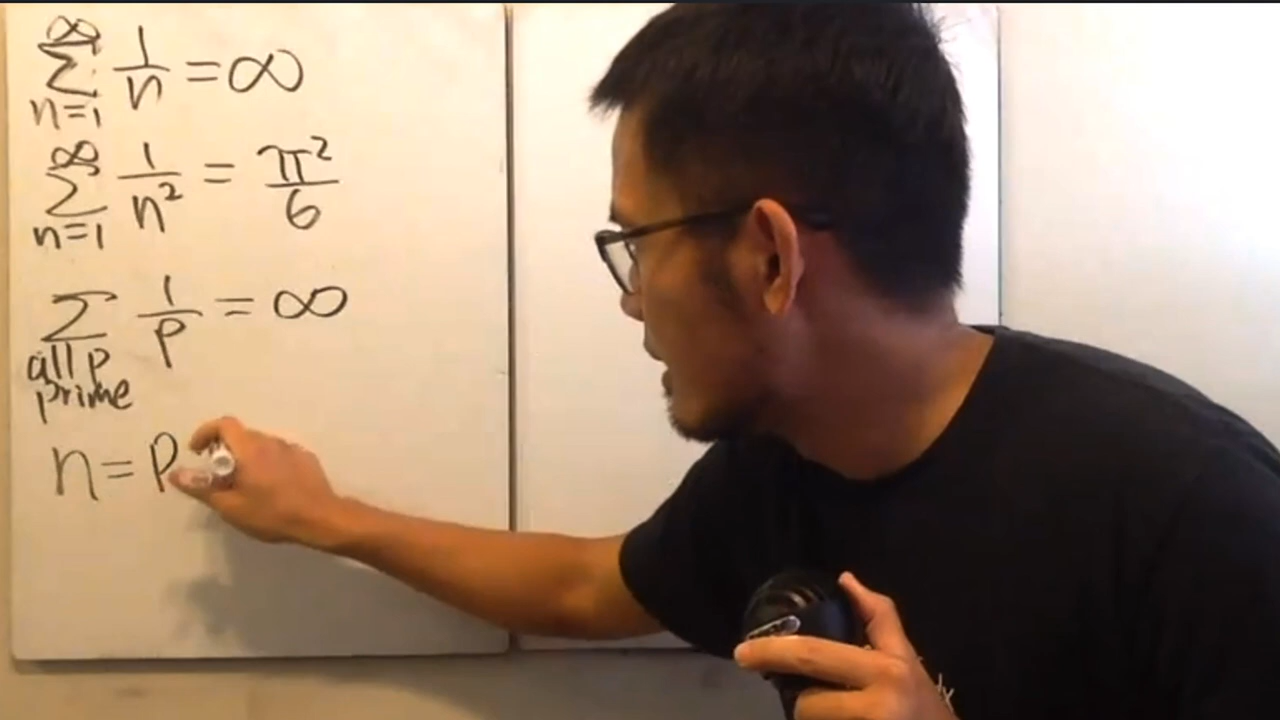 ∞
∑ 1/n = ∞
n=1
∞
∑ 1/n² = π²/6
n=1
∑ 1/p = ∞
all p
prime
n = p